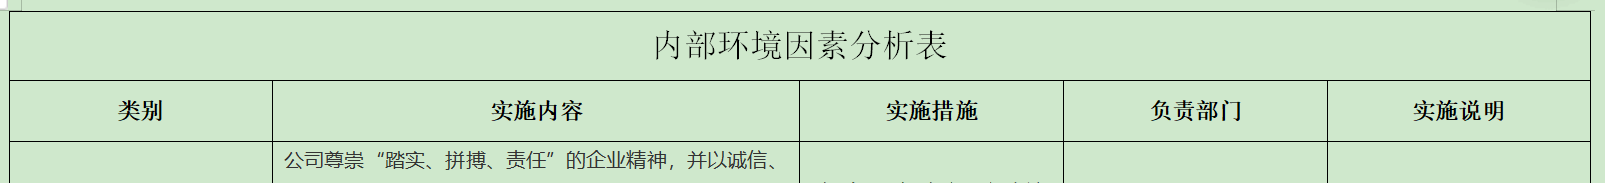 内部环境因素分析表
类别 实施内容 实施措施 负责部门 实施说明
公司尊崇“踏实、拼搏、责任”的企业精神，并以诚信、